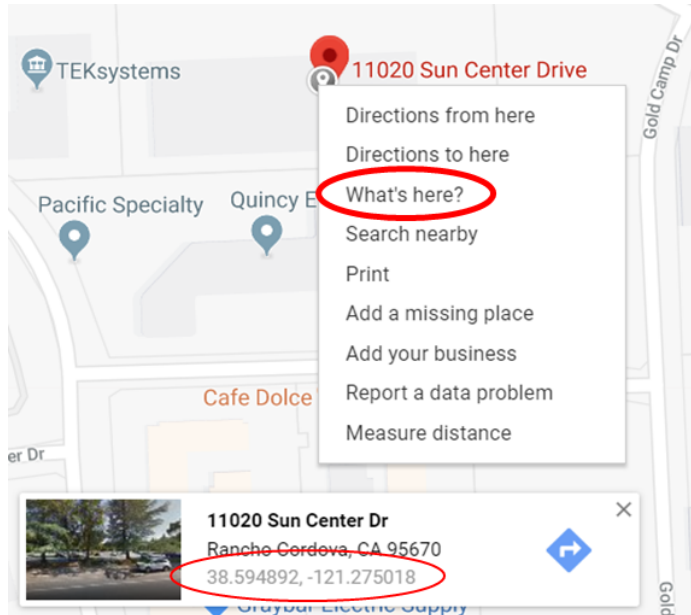 TEKsystems
11020 Sun Center Drive
Gold Camp Dr
Directions from here
Directions to here
Pacific Specialty
Quincy E
What's here?
Search nearby
Print
Add a missing place
Add your business
Cafe Dolce
Report a data problem
Measure distance
er Dr
11020 Sun Center Dr
Rancho Cordova, CA 95670
38.594892, -121.275018
Graybar Electric Supply
Gol